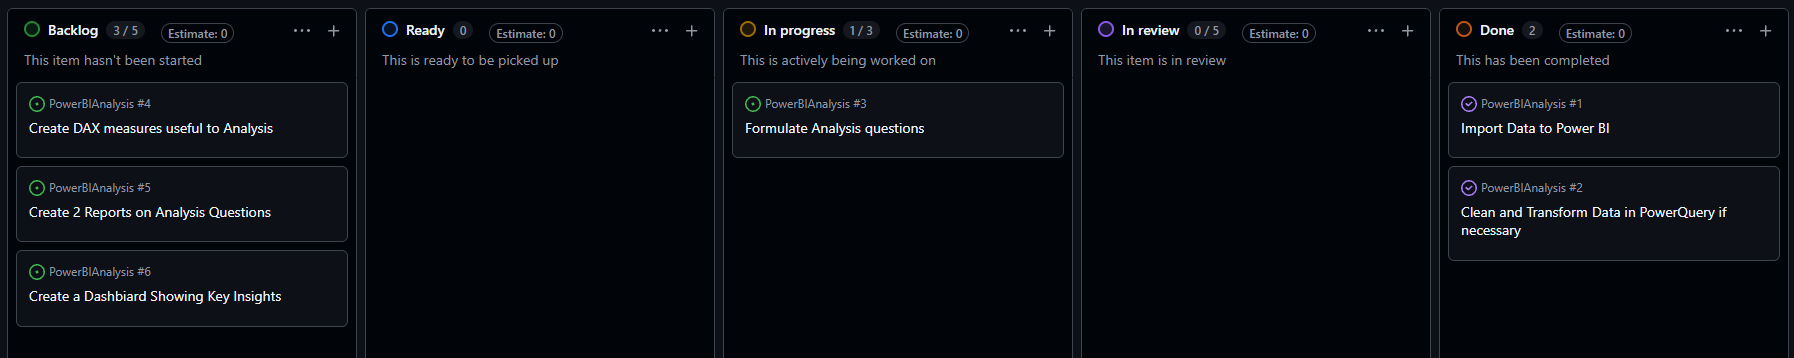 Backlog 3 / 5 Estimate: 0
This item hasn't been started
PowerBIAnalysis #4
Create DAX measures useful to Analysis
PowerBIAnalysis #5
Create 2 Reports on Analysis Questions
PowerBIAnalysis #6
Create a Dashbiard Showing Key Insights
Ready 0 Estimate: 0
This is ready to be picked up
In progress 1 / 3 Estimate: 0
This is actively being worked on
PowerBIAnalysis #3
Formulate Analysis questions
In review 0 / 5 Estimate: 0
This item is in review
Done 2 Estimate: 0
This has been completed
PowerBIAnalysis #1
Import Data to Power BI
PowerBIAnalysis #2
Clean and Transform Data in PowerQuery if
necessary